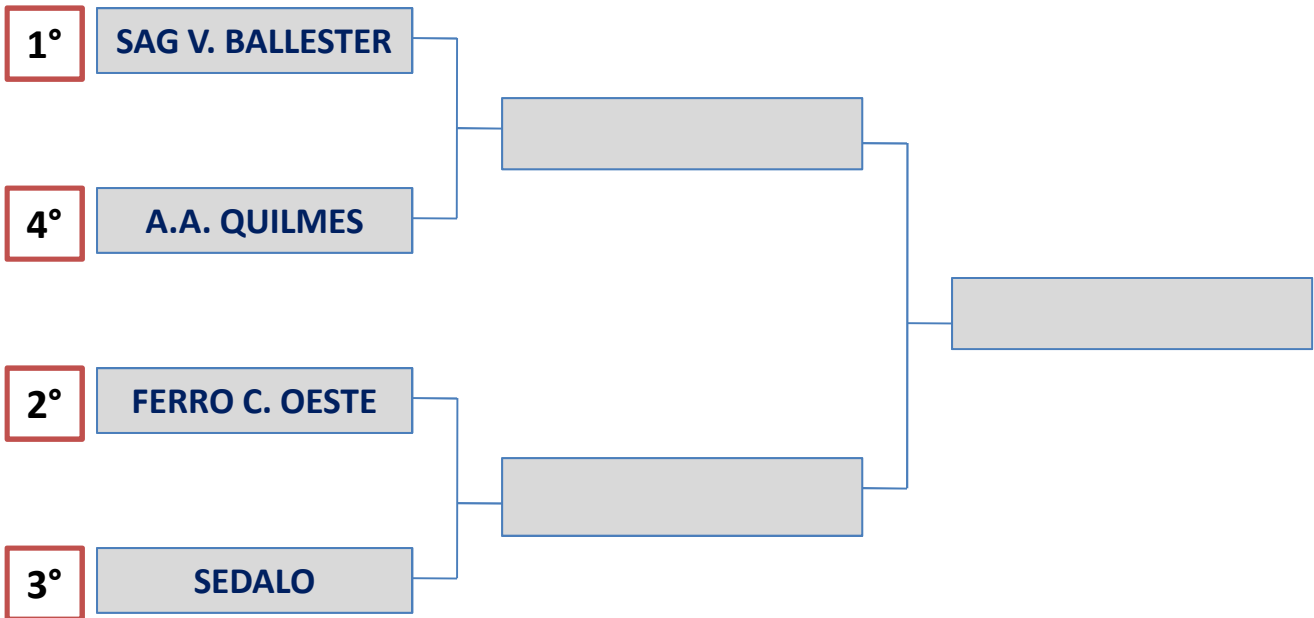 1° SAG V. BALLESTER
4° A.A. QUILMES
2° FERRO C. OESTE
3° SEDALO